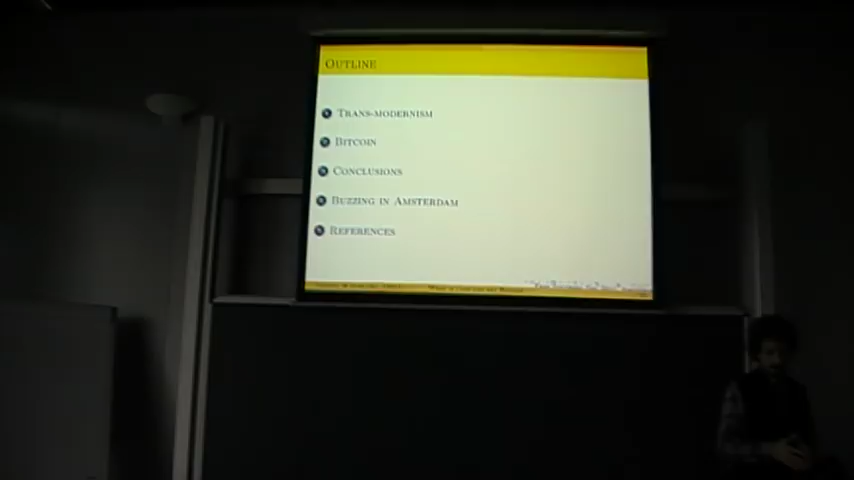 Outline
Trans-modernism
Bitcoin
Conclusions
Buzzing in Amsterdam
References